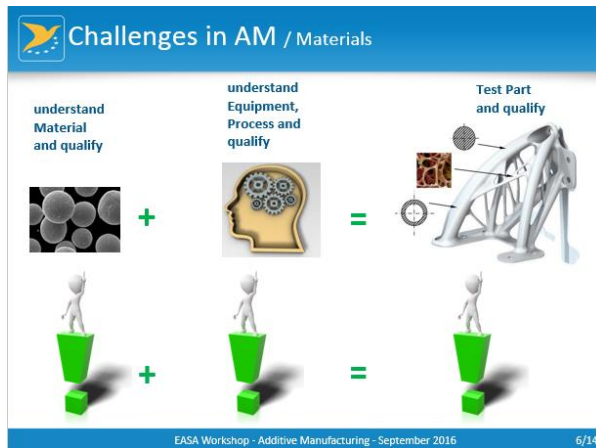 Challenges in AM / Materials
understand
Material
and qualify
understand
Equipment,
Process and
qualify
Test Part
and qualify
+
=
+
=
EASA Workshop - Additive Manufacturing - September 2016
6/14